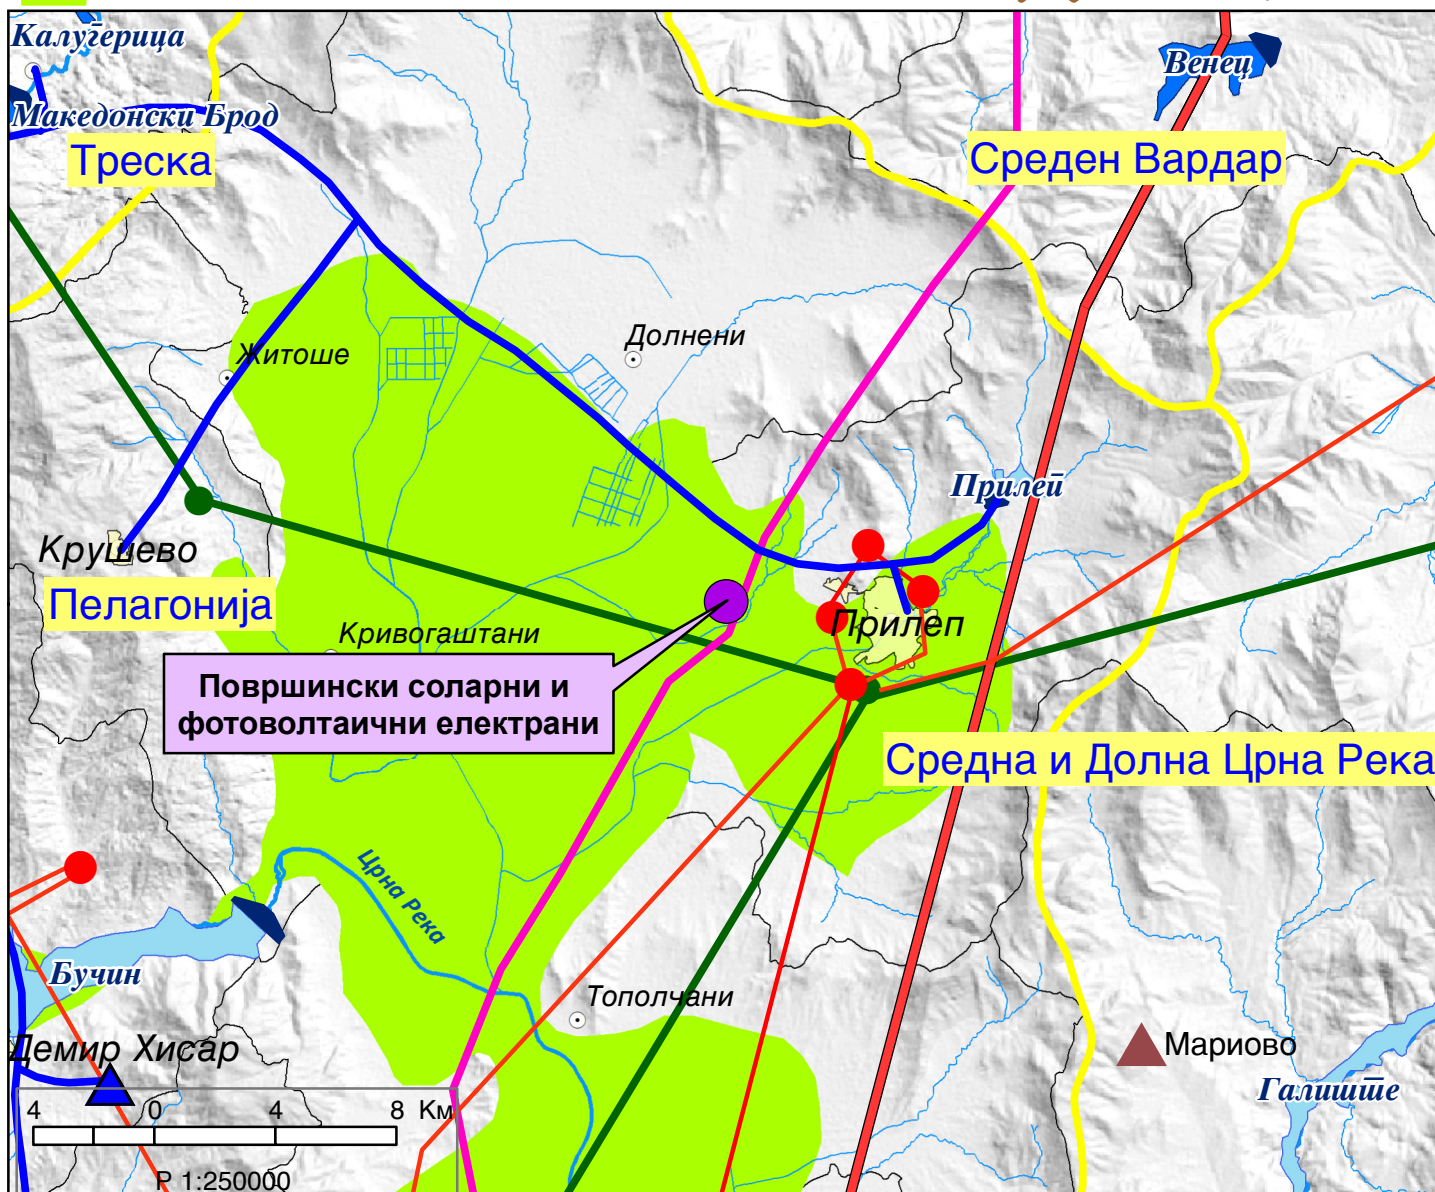 Калуѓерица
Венец
Македонски Брод
Треска
Среден Вардар
Долнени
Житоше
Прилеп
Крушево
Пелагонија
Прилеп
Кривогаштани
Површински соларни и
фотоволтаични електрани
Средна и Долна Црна Река
Црна Река
Бучин
Тополчани
Демир Хисар
Мариово
Галиште
4 0 4 8 Км
Р 1:250000